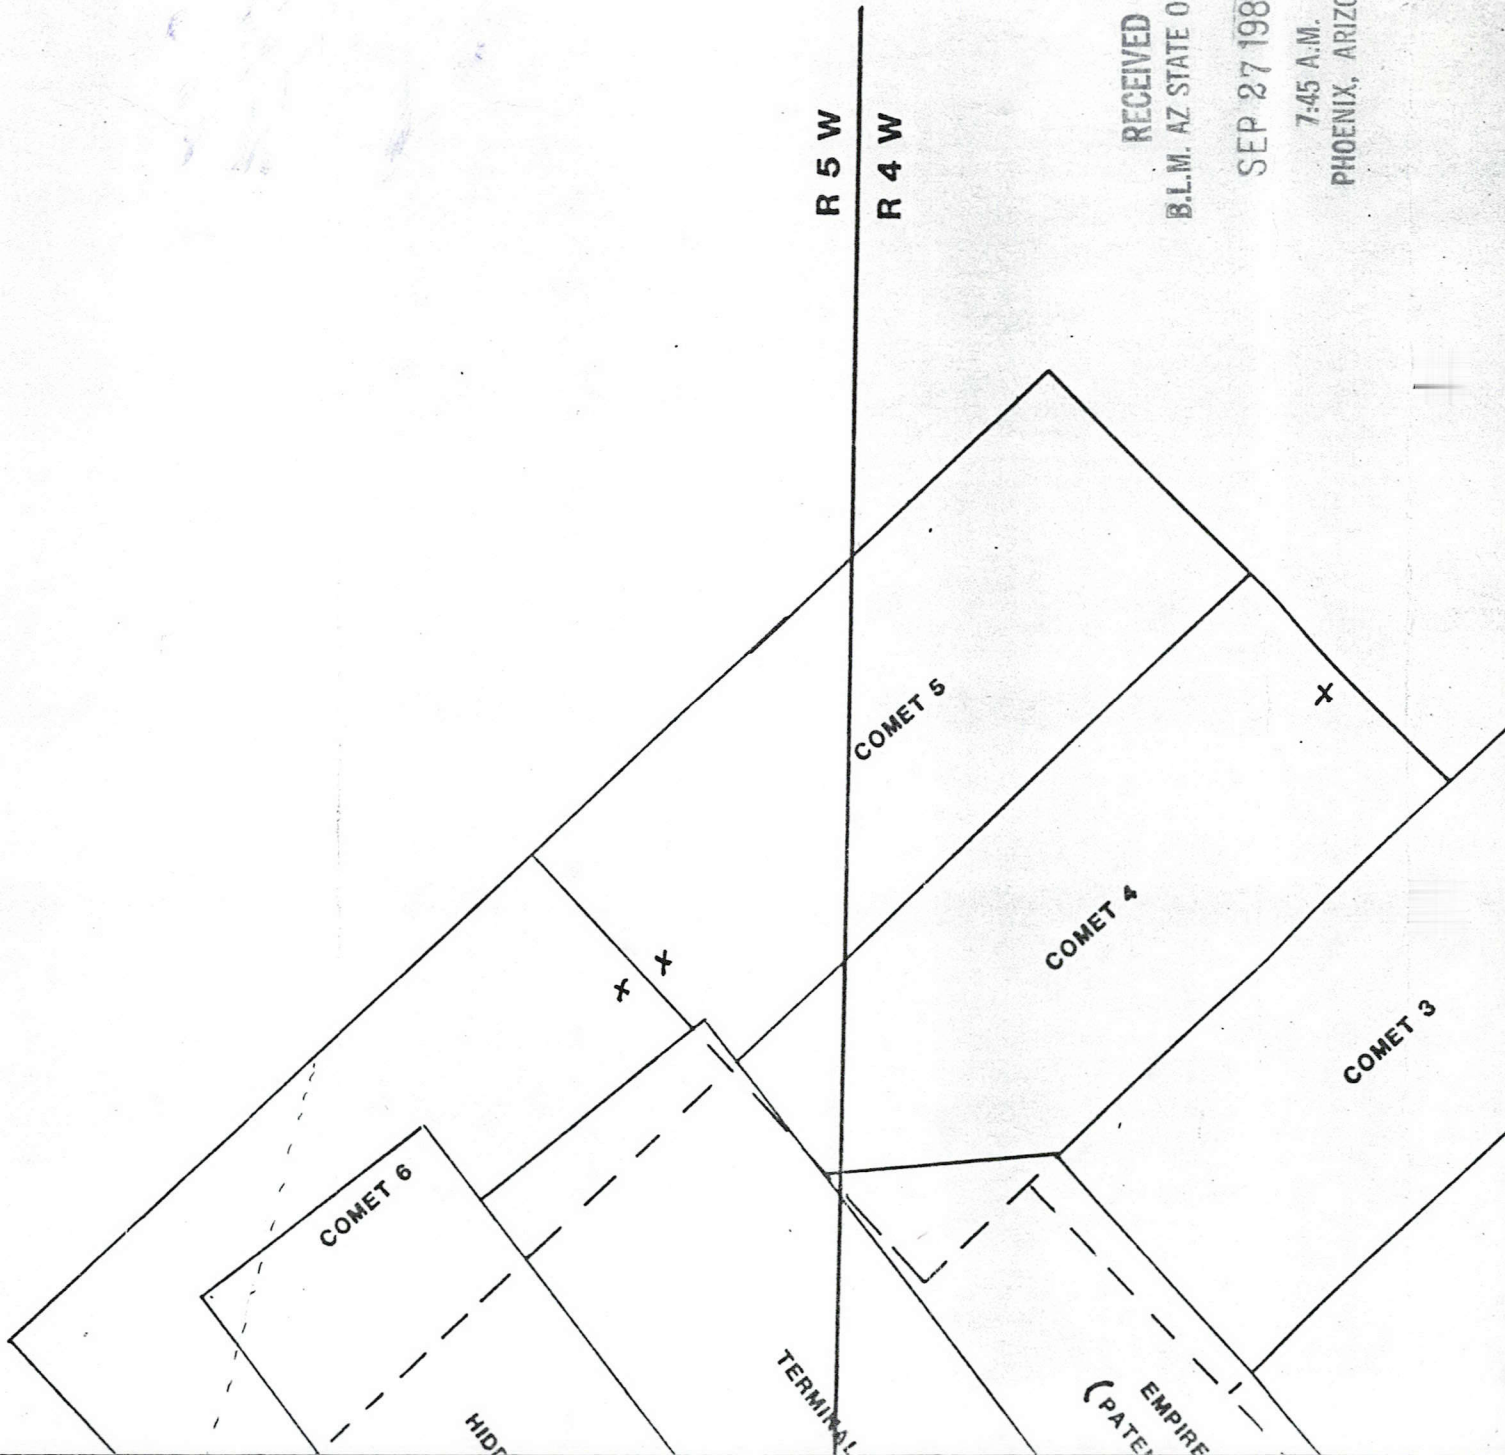 R 5 W
R 4 W
RECEIVED
B.L.M. AZ STATE O
SEP 27 198
7:45 A.M.
PHOENIX, ARIZO
COMET 5
COMET 4
COMET 3
COMET 6
HIDD
TERMINAL
EMPIRE
(PATE